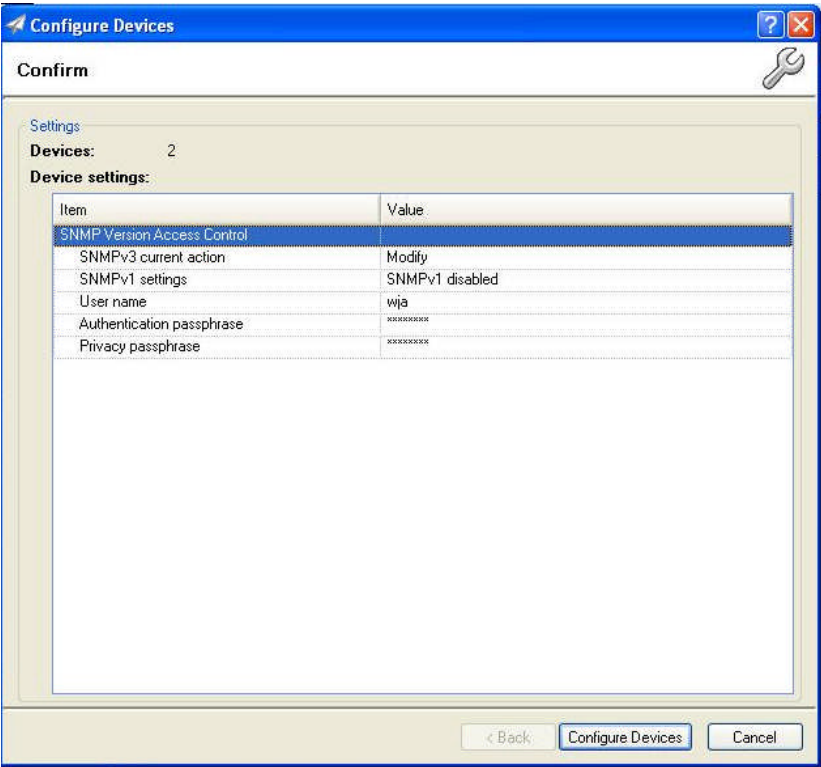 Configure Devices
Confirm
Settings
Devices: 2
Device settings:
Item Value
SNMP Version Access Control
SNMPv3 current action Modify
SNMPv1 settings SNMPv1 disabled
User name wja
Authentication passphrase ********
Privacy passphrase ********
< Back Configure Devices Cancel